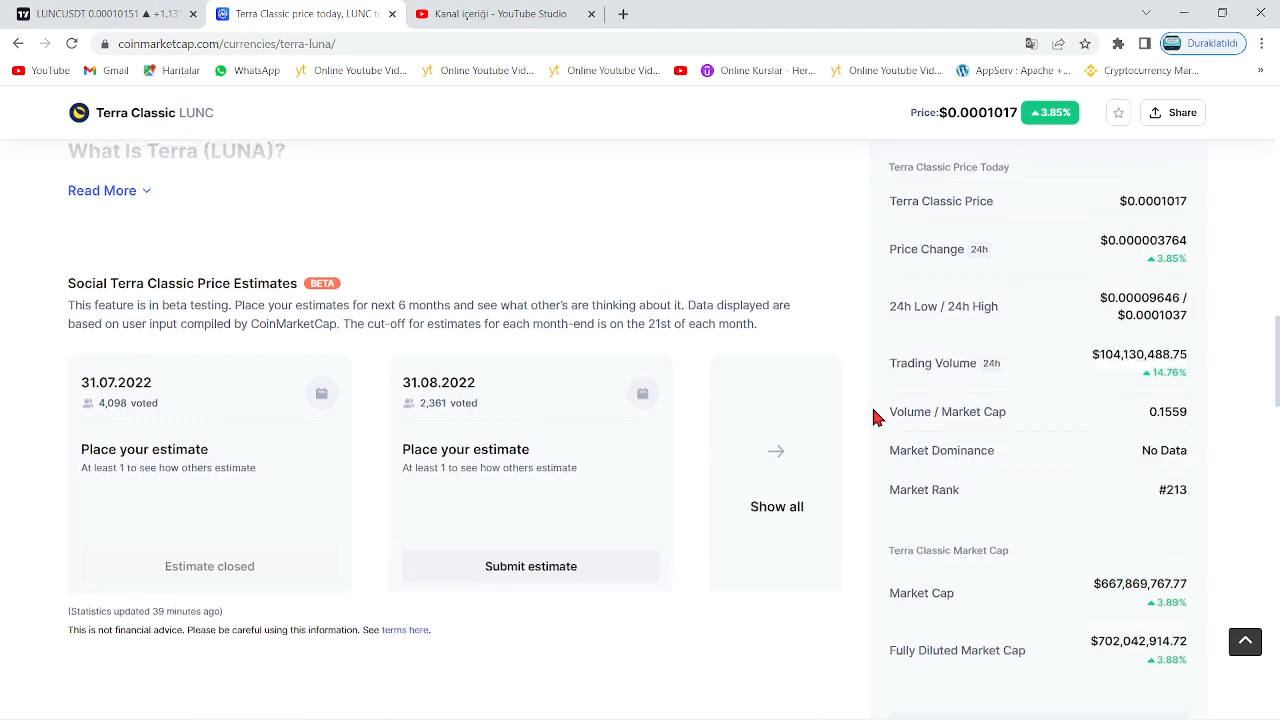 LUNCUSDT 0.00010151 ▲ +1.13%
Terra Classic price today, LUNC to
Kanal içeriği - YouTube Studio
coinmarketcap.com/currencies/terra-luna/
Duraklatıldı
YouTube
Gmail
Haritalar
WhatsApp
Online Youtube Vid...
Online Youtube Vid...
Online Youtube Vid...
Online Kurslar - Her...
Online Youtube Vid...
AppServ : Apache +...
Cryptocurrency Mar...
»
Terra Classic LUNC
Price:$0.0001017
3.85%
Share
What Is Terra (LUNA)?
Read More
Social Terra Classic Price Estimates BETA
This feature is in beta testing. Place your estimates for next 6 months and see what other's are thinking about it. Data displayed are
based on user input compiled by CoinMarketCap. The cut-off for estimates for each month-end is on the 21st of each month.
31.07.2022
4,098 voted
Place your estimate
At least 1 to see how others estimate
Estimate closed
31.08.2022
2,361 voted
Place your estimate
At least 1 to see how others estimate
Submit estimate
Show all
(Statistics updated 39 minutes ago)
This is not financial advice. Please be careful using this information. See terms here.
Terra Classic Price Today
Terra Classic Price $0.0001017
Price Change 24h $0.000003764
3.85%
24h Low / 24h High $0.00009646 /
$0.0001037
Trading Volume 24h $104,130,488.75
14.76%
Volume / Market Cap 0.1559
Market Dominance No Data
Market Rank #213
Terra Classic Market Cap
Market Cap $667,869,767.77
3.89%
Fully Diluted Market Cap $702,042,914.72
3.88%